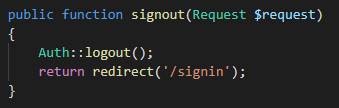 public function signout(Request $request)
{
    Auth::logout();
    return redirect('/signin');
}